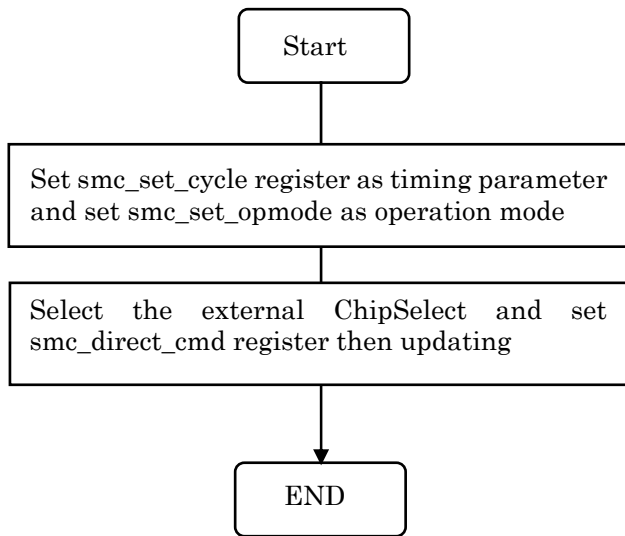 Start
Set smc_set_cycle register as timing parameter
and set smc_set_opmode as operation mode
Select the external ChipSelect and set
smc_direct_cmd register then updating
END